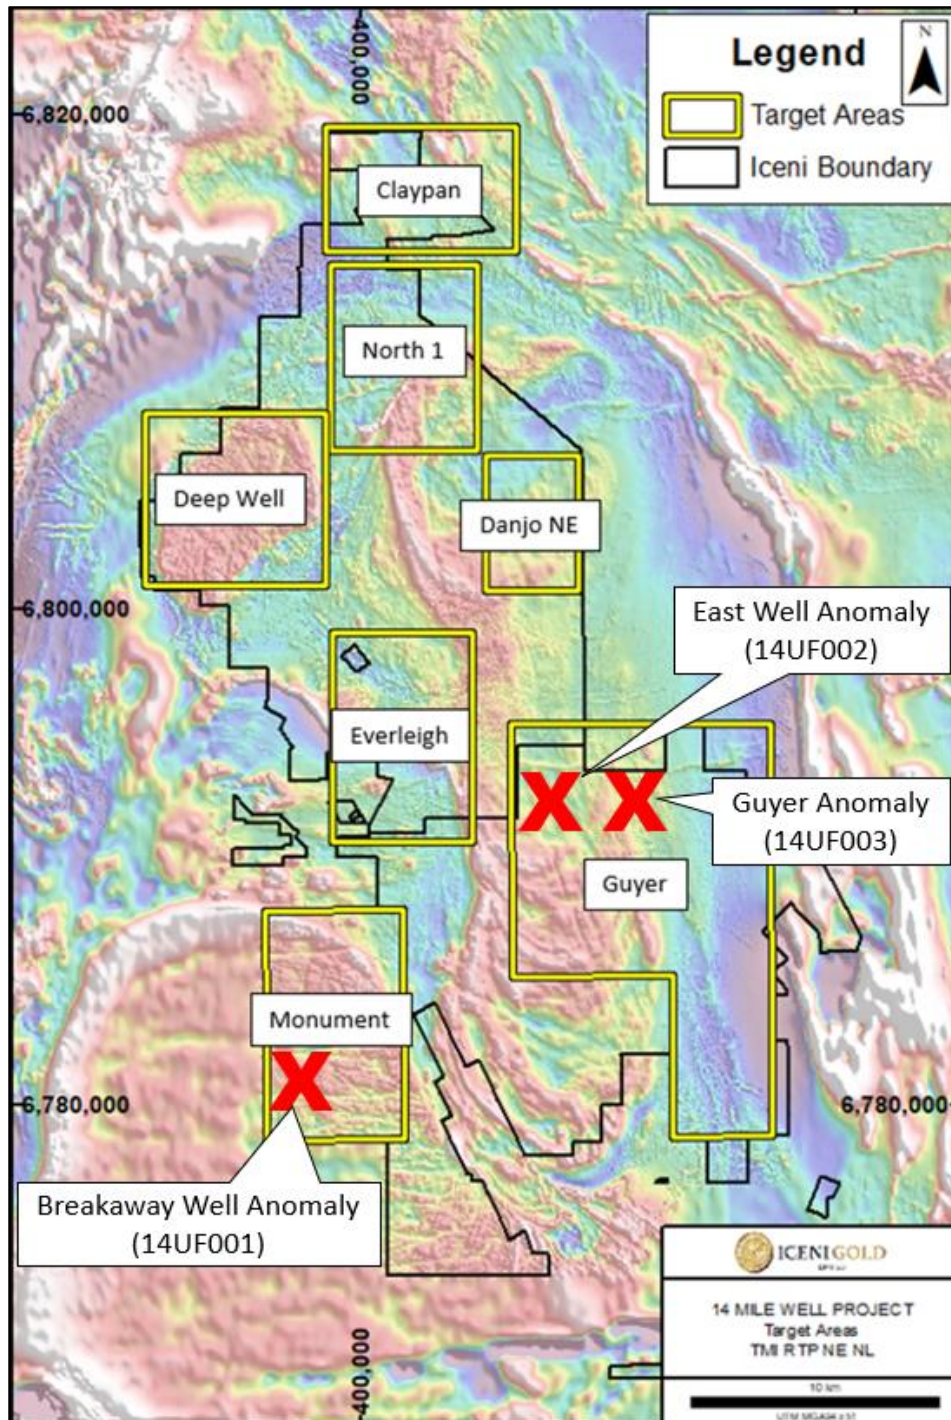 400,000
Legend
N
Target Areas
Iceni Boundary
6,820,000
Claypan
North 1
Deep Well
Danjo NE
6,800,000
East Well Anomaly
(14UF002)
Everleigh
X X
Guyer Anomaly
(14UF003)
Guyer
Monument
X
6,780,000
6,780,000
Breakaway Well Anomaly
(14UF001)
ICENIGOLD
14 MILE WELL PROJECT
Target Areas
TMI RTP NE NL
400,000
10 km